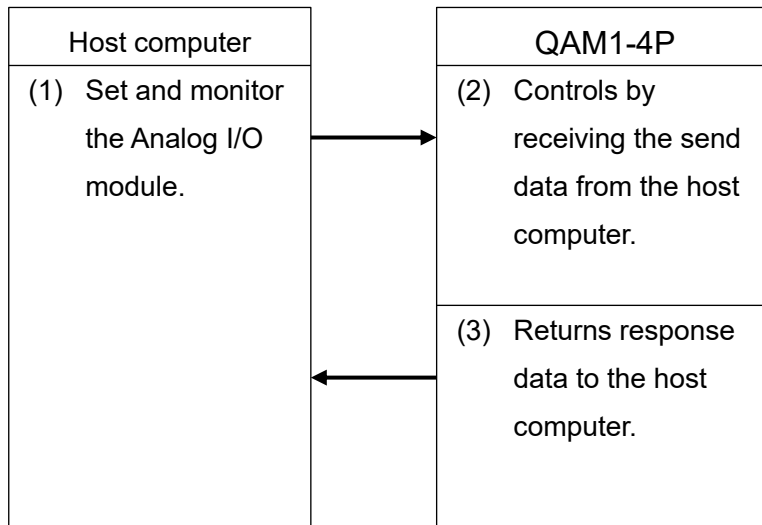 Host computer
(1) Set and monitor
the Analog I/O
module.
QAM1-4P
(2) Controls by
receiving the send
data from the host
computer.
(3) Returns response
data to the host
computer.